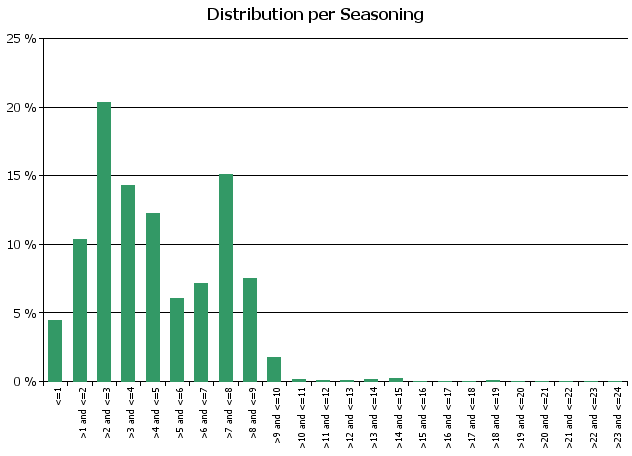 Distribution per Seasoning
25 %
20 %
15 %
10 %
5 %
0 %
<=1
>1 and <=2
>2 and <=3
>3 and <=4
>4 and <=5
>5 and <=6
>6 and <=7
>7 and <=8
>8 and <=9
>9 and <=10
>10 and <=11
>11 and <=12
>12 and <=13
>13 and <=14
>14 and <=15
>15 and <=16
>16 and <=17
>17 and <=18
>18 and <=19
>19 and <=20
>20 and <=21
>21 and <=22
>22 and <=23
>23 and <=24